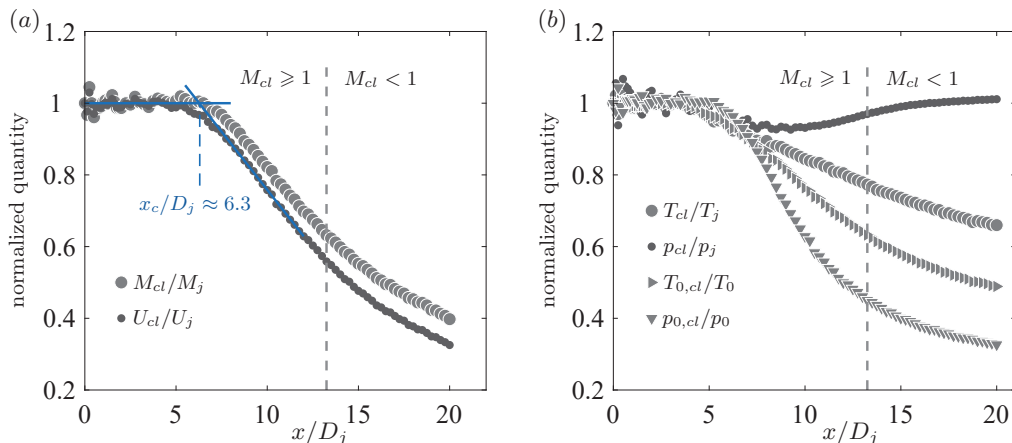 (a)
1.2
1
0.8
0.6
0.4
0.2
normalized quantity
M_cl ⩾ 1
M_cl < 1
x_c/D_j ≈ 6.3
M_cl/M_j
U_cl/U_j
0 5 10 15 20
x/D_j
(b)
1.2
1
0.8
0.6
0.4
0.2
normalized quantity
M_cl ⩾ 1
M_cl < 1
T_cl/T_j
p_cl/p_j
T_0,cl/T_0
p_0,cl/p_0
0 5 10 15 20
x/D_j